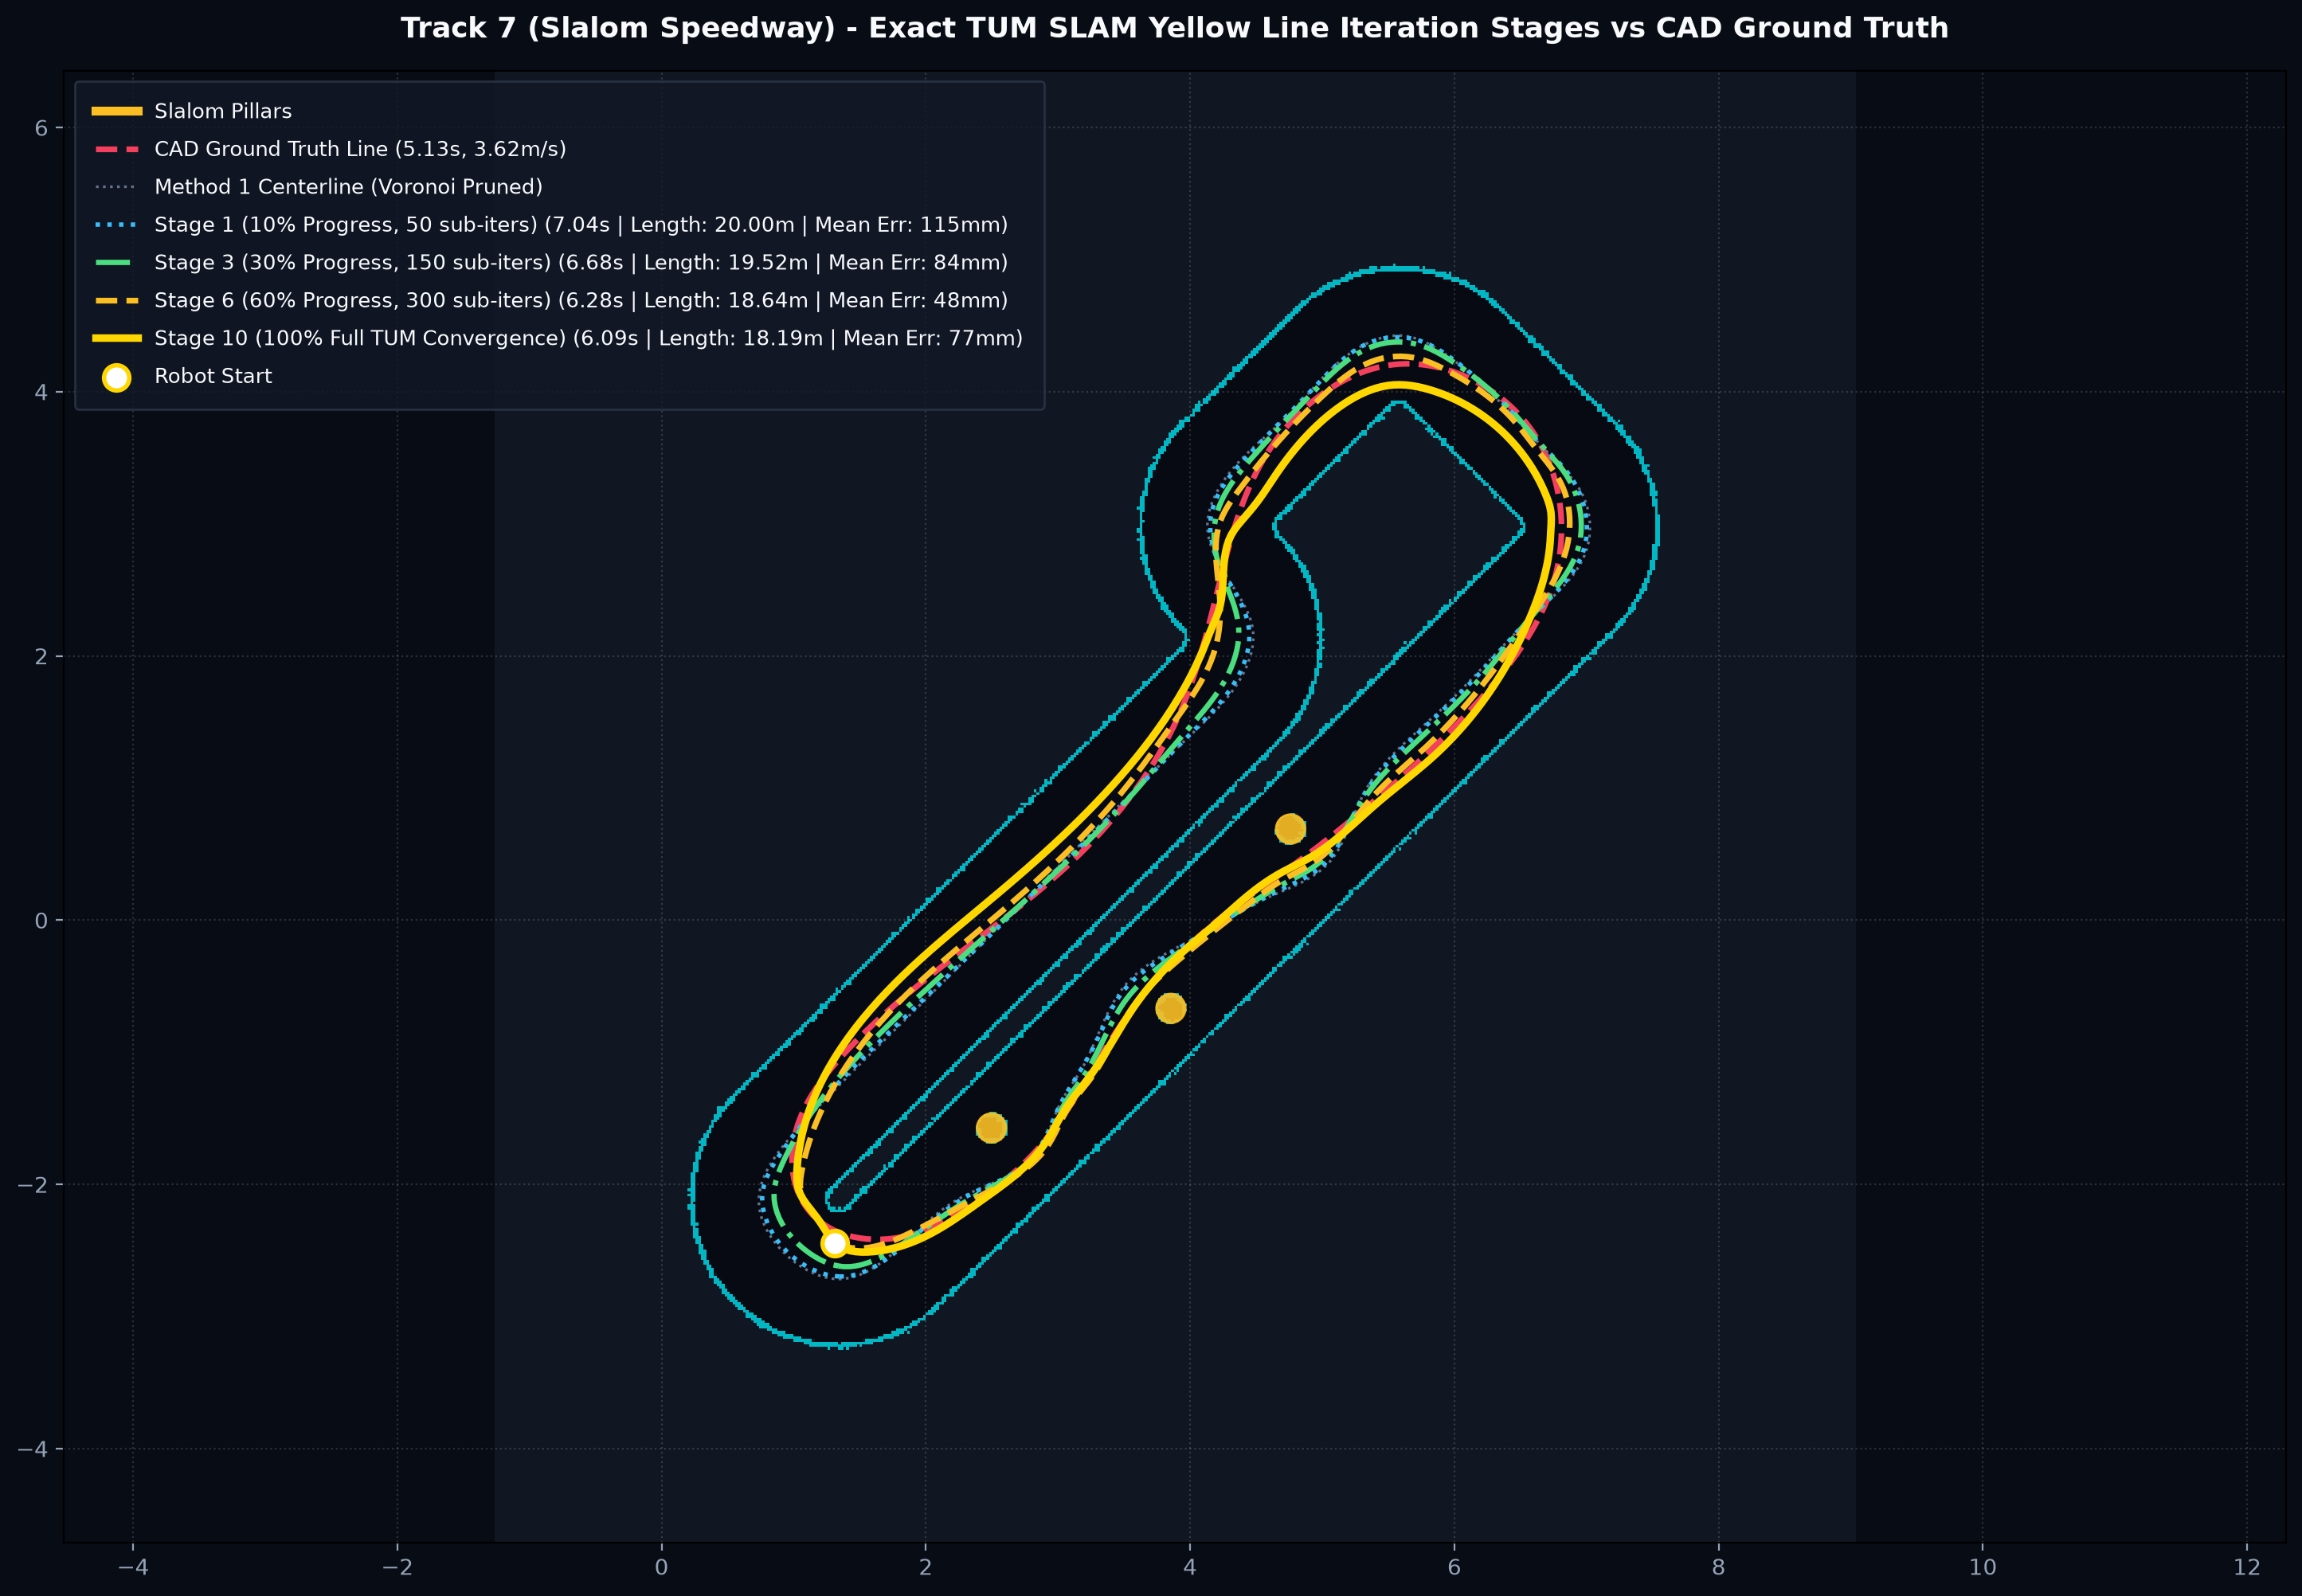 Track 7 (Slalom Speedway) - Exact TUM SLAM Yellow Line Iteration Stages vs CAD Ground Truth
Slalom Pillars
CAD Ground Truth Line (5.13s, 3.62m/s)
Method 1 Centerline (Voronoi Pruned)
Stage 1 (10% Progress, 50 sub-iters) (7.04s | Length: 20.00m | Mean Err: 115mm)
Stage 3 (30% Progress, 150 sub-iters) (6.68s | Length: 19.52m | Mean Err: 84mm)
Stage 6 (60% Progress, 300 sub-iters) (6.28s | Length: 18.64m | Mean Err: 48mm)
Stage 10 (100% Full TUM Convergence) (6.09s | Length: 18.19m | Mean Err: 77mm)
Robot Start
6
4
2
0
−2
−4
−4 −2 0 2 4 6 8 10 12